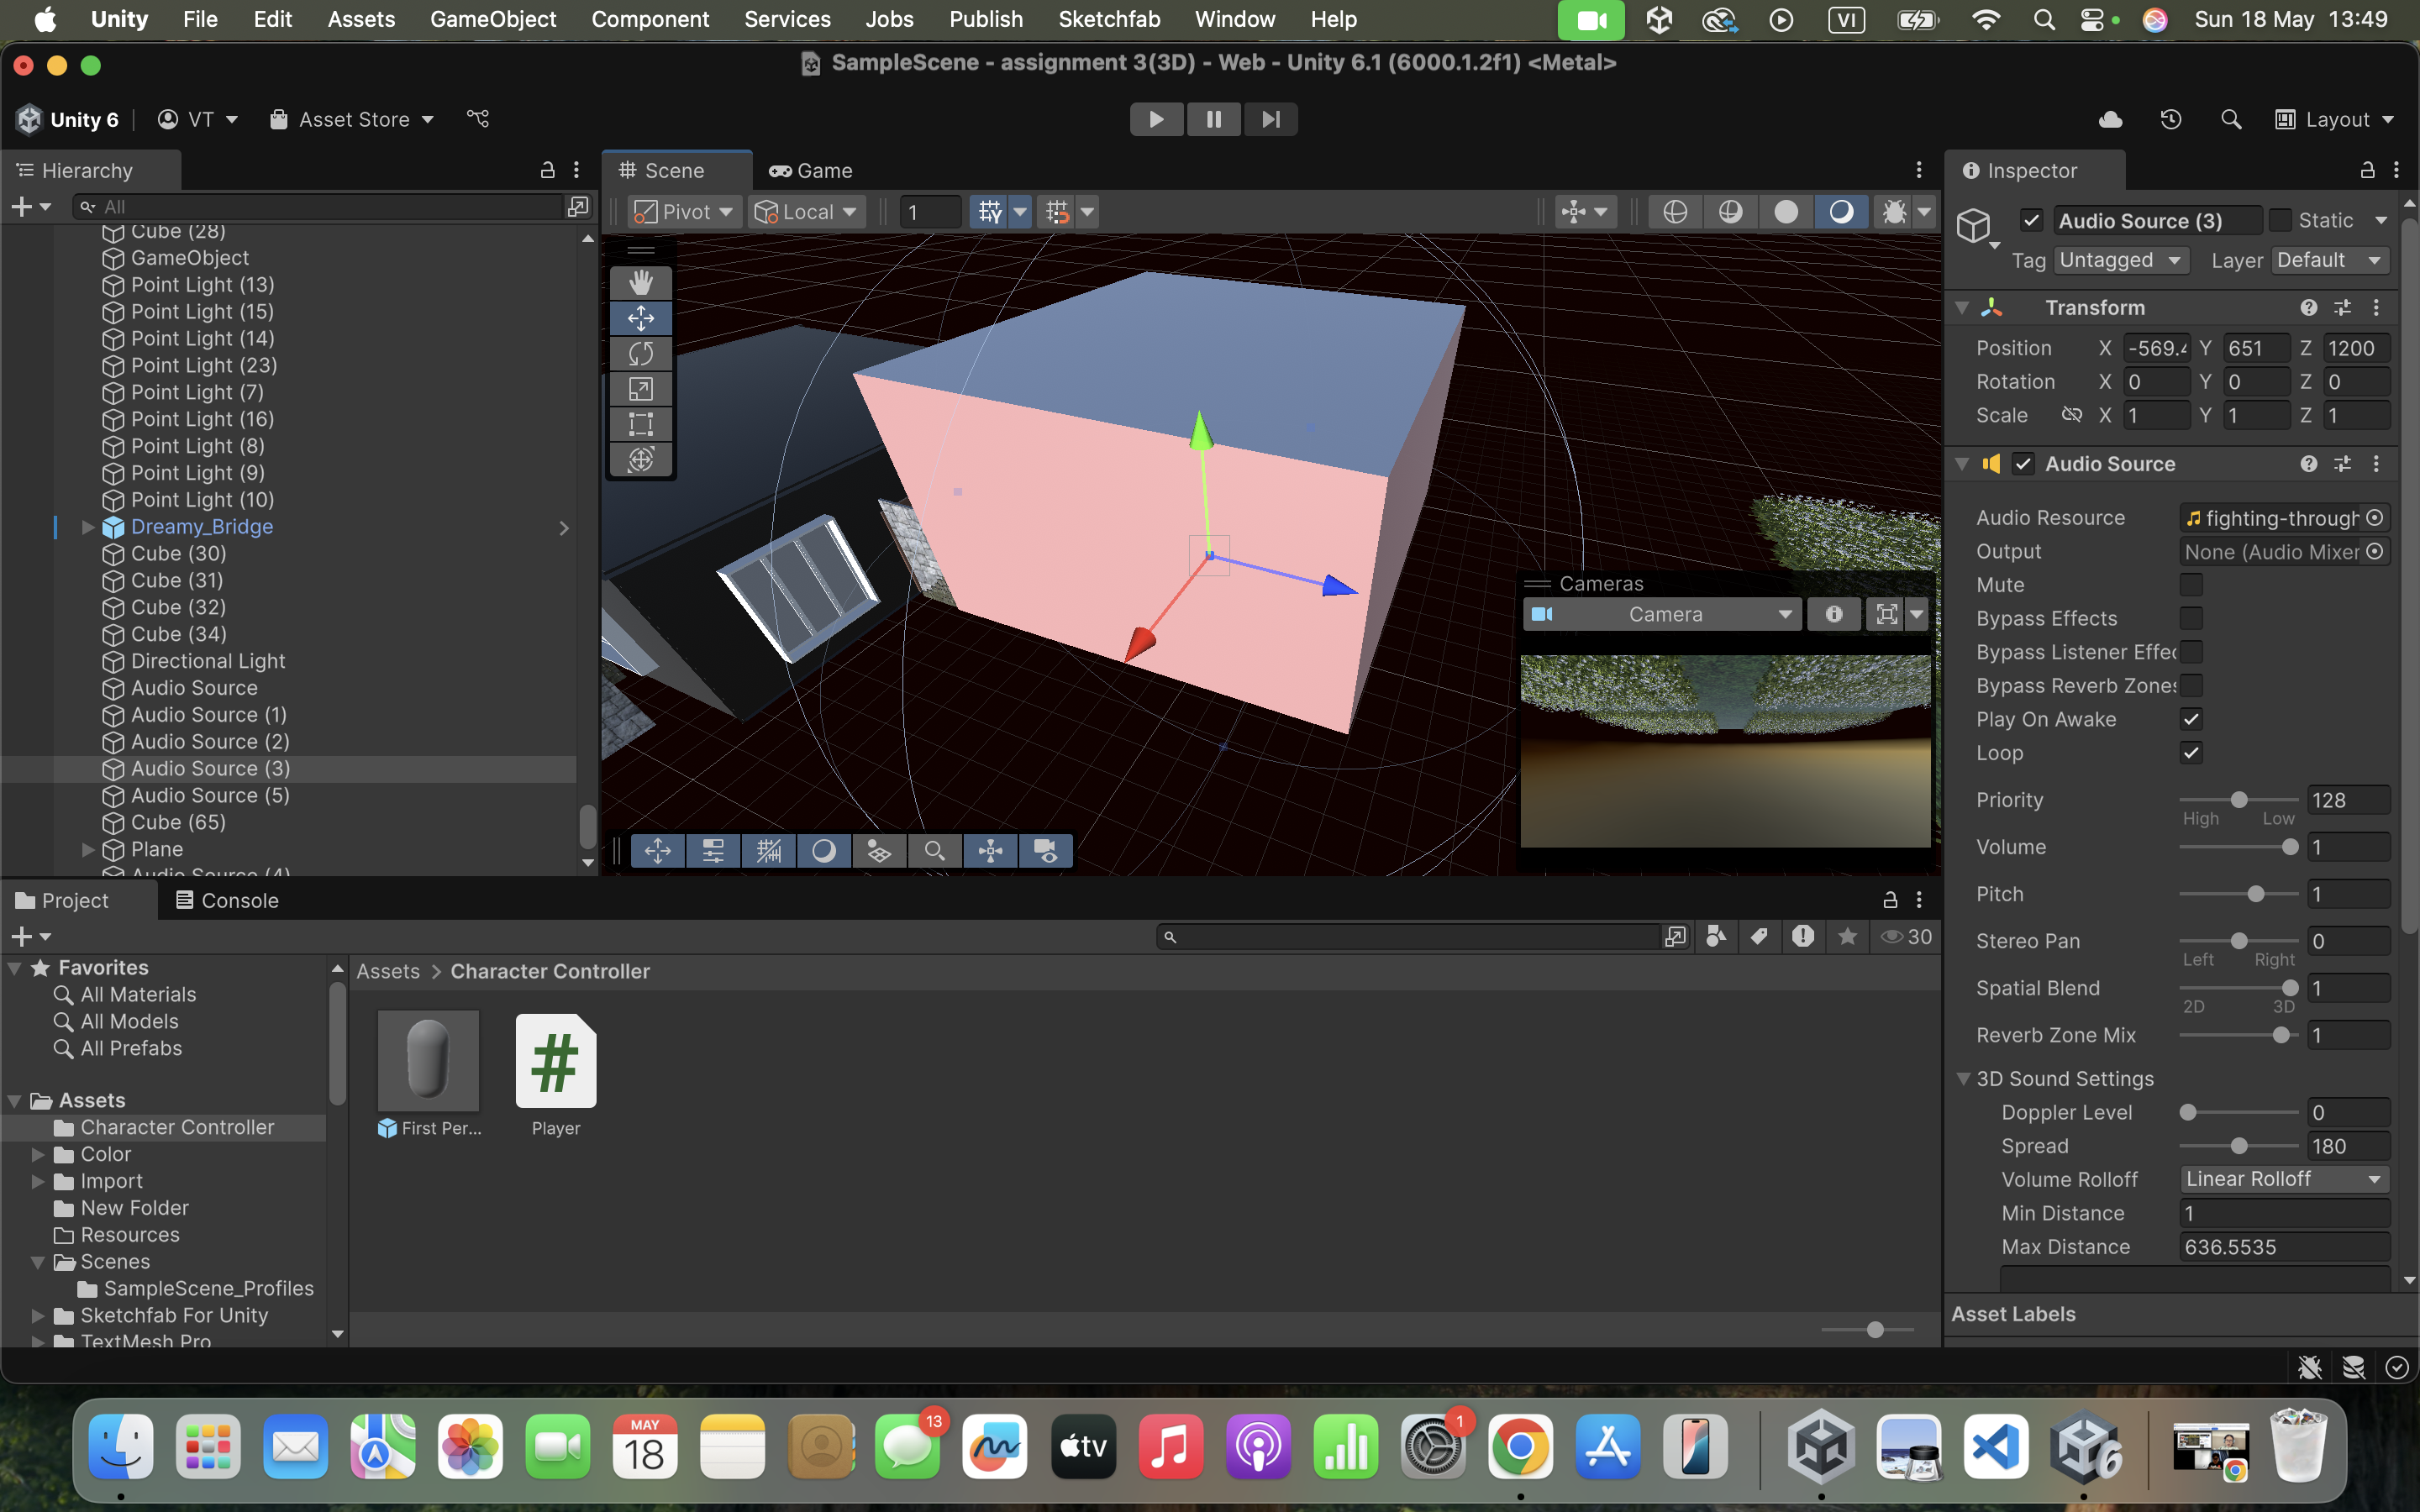 Unity File Edit Assets GameObject Component Services Jobs Publish Sketchfab Window Help VI Sun 18 May 13:49
SampleScene - assignment 3(3D) - Web - Unity 6.1 (6000.1.2f1) <Metal>
Unity 6 VT Asset Store Layout
Hierarchy
All
Cube (28)
GameObject
Point Light (13)
Point Light (15)
Point Light (14)
Point Light (23)
Point Light (7)
Point Light (16)
Point Light (8)
Point Light (9)
Point Light (10)
Dreamy_Bridge
Cube (30)
Cube (31)
Cube (32)
Cube (34)
Directional Light
Audio Source
Audio Source (1)
Audio Source (2)
Audio Source (3)
Audio Source (5)
Cube (65)
Plane
Audio Source (4)
Scene Game
Pivot Local 1
Cameras
Camera
Inspector
Audio Source (3) Static
Tag Untagged Layer Default
Transform
Position X -569.4 Y 651 Z 1200
Rotation X 0 Y 0 Z 0
Scale X 1 Y 1 Z 1
Audio Source
Audio Resource fighting-through
Output None (Audio Mixer
Mute
Bypass Effects
Bypass Listener Effec
Bypass Reverb Zones
Play On Awake
Loop
Priority 128
High Low
Volume 1
Pitch 1
Stereo Pan 0
Left Right
Spatial Blend 1
2D 3D
Reverb Zone Mix 1
3D Sound Settings
Doppler Level 0
Spread 180
Volume Rolloff Linear Rolloff
Min Distance 1
Max Distance 636.5535
Asset Labels
Project Console
30
Favorites
All Materials
All Models
All Prefabs
Assets
Character Controller
Color
Import
New Folder
Resources
Scenes
SampleScene_Profiles
Sketchfab For Unity
TextMesh Pro
Assets > Character Controller
First Per...
Player
MAY
18
13
tv
1
6